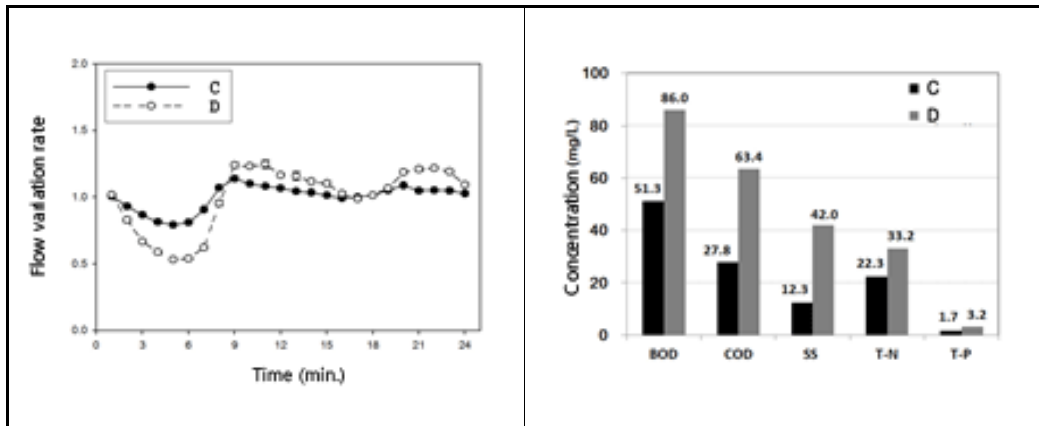 2.0
1.5
1.0
0.5
0.0
Flow variation rate
C
D
0 3 6 9 12 15 18 21 24
Time (min.)
100
80
60
40
20
0
Concentration (mg/L)
C
D
51.3
86.0
27.8
63.4
12.3
42.0
22.3
33.2
1.7
3.2
BOD COD SS T-N T-P